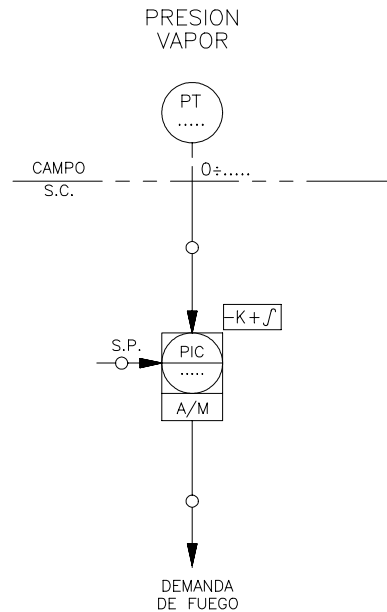 PRESION
VAPOR
PT
.....
CAMPO
0÷.....
S.C.
-K+∫
S.P.
PIC
.....
A/M
DEMANDA
DE FUEGO